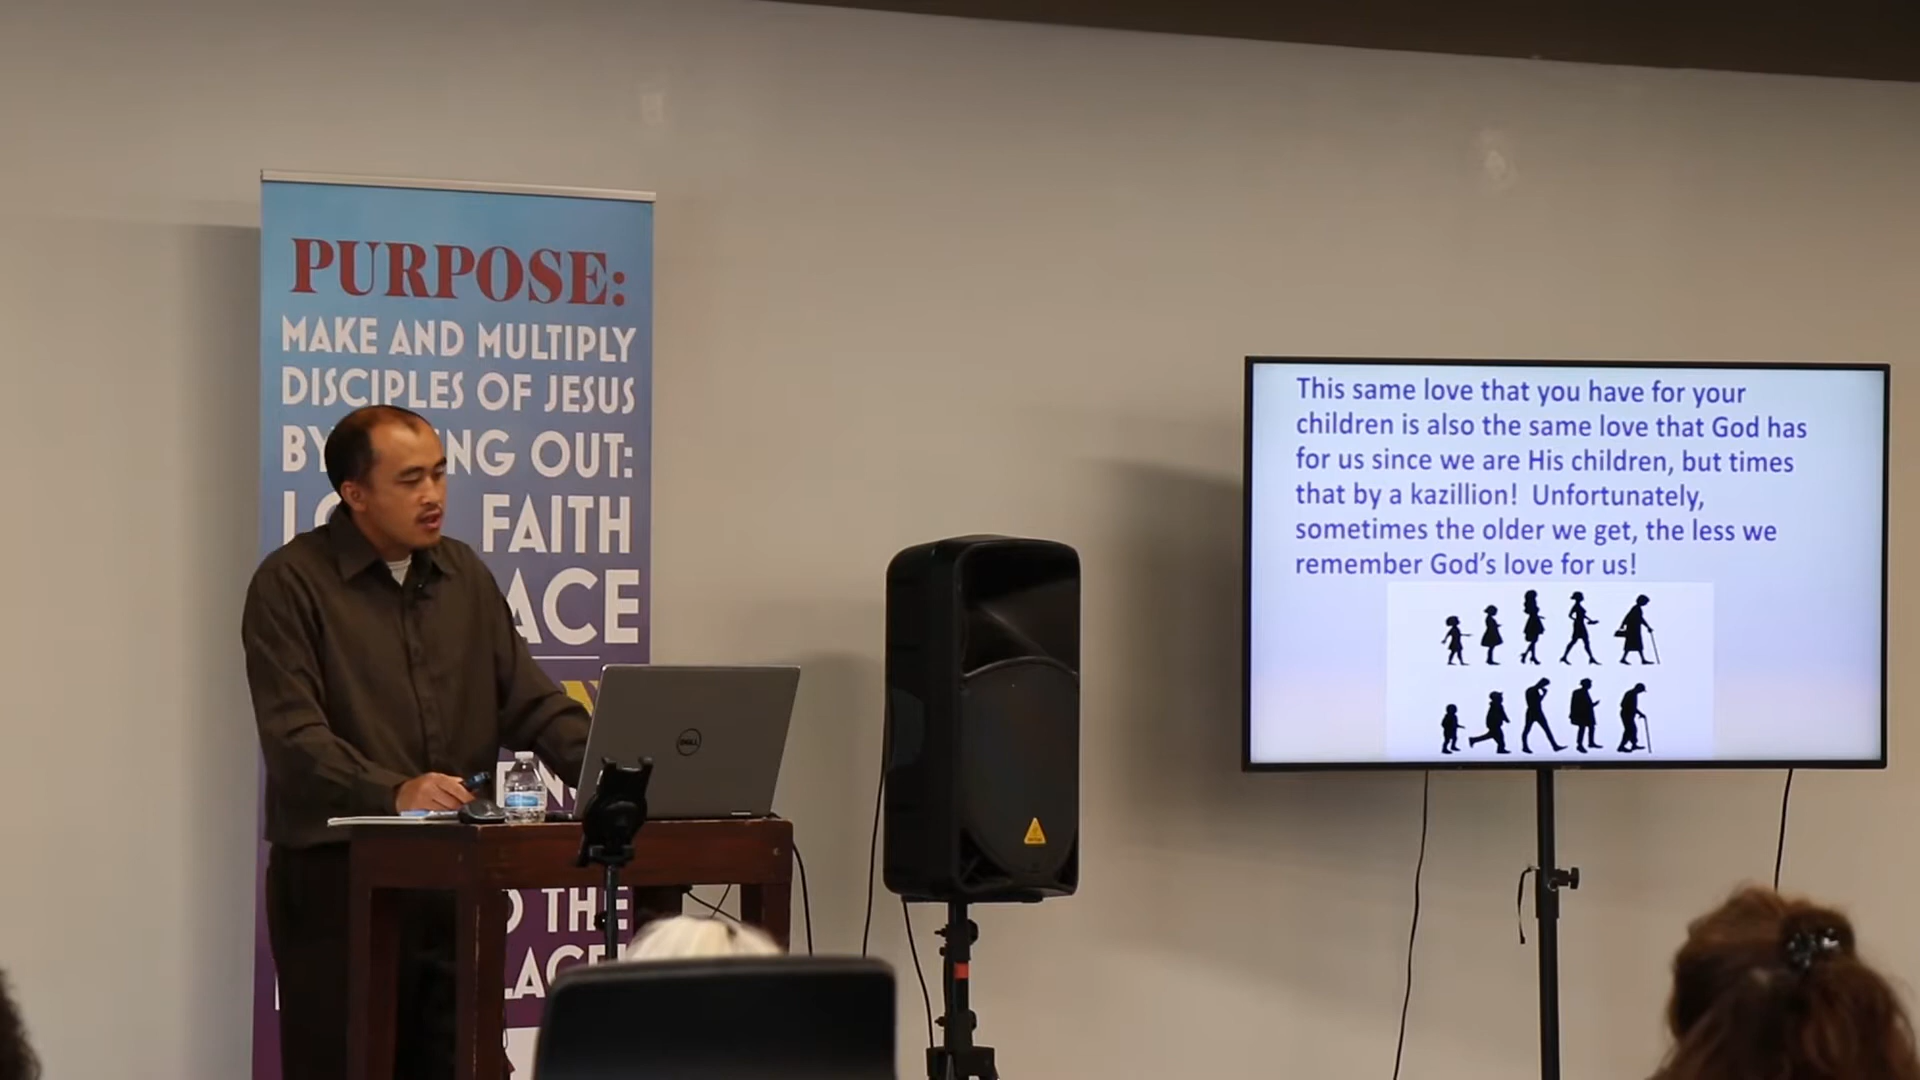 PURPOSE:
MAKE AND MULTIPLY
DISCIPLES OF JESUS
OUT:
FAITH
THE
DELL
This same love that you have for your
children is also the same love that God has
for us since we are His children, but times
that by a kazillion!  Unfortunately,
sometimes the older we get, the less we
remember God’s love for us!